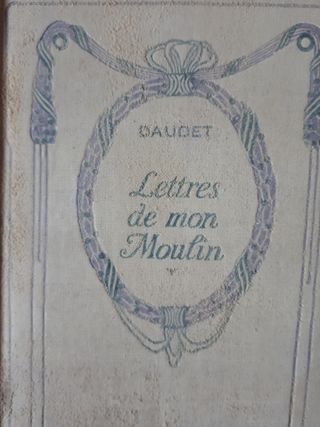 DAUDET
Lettres
de mon
Moulin